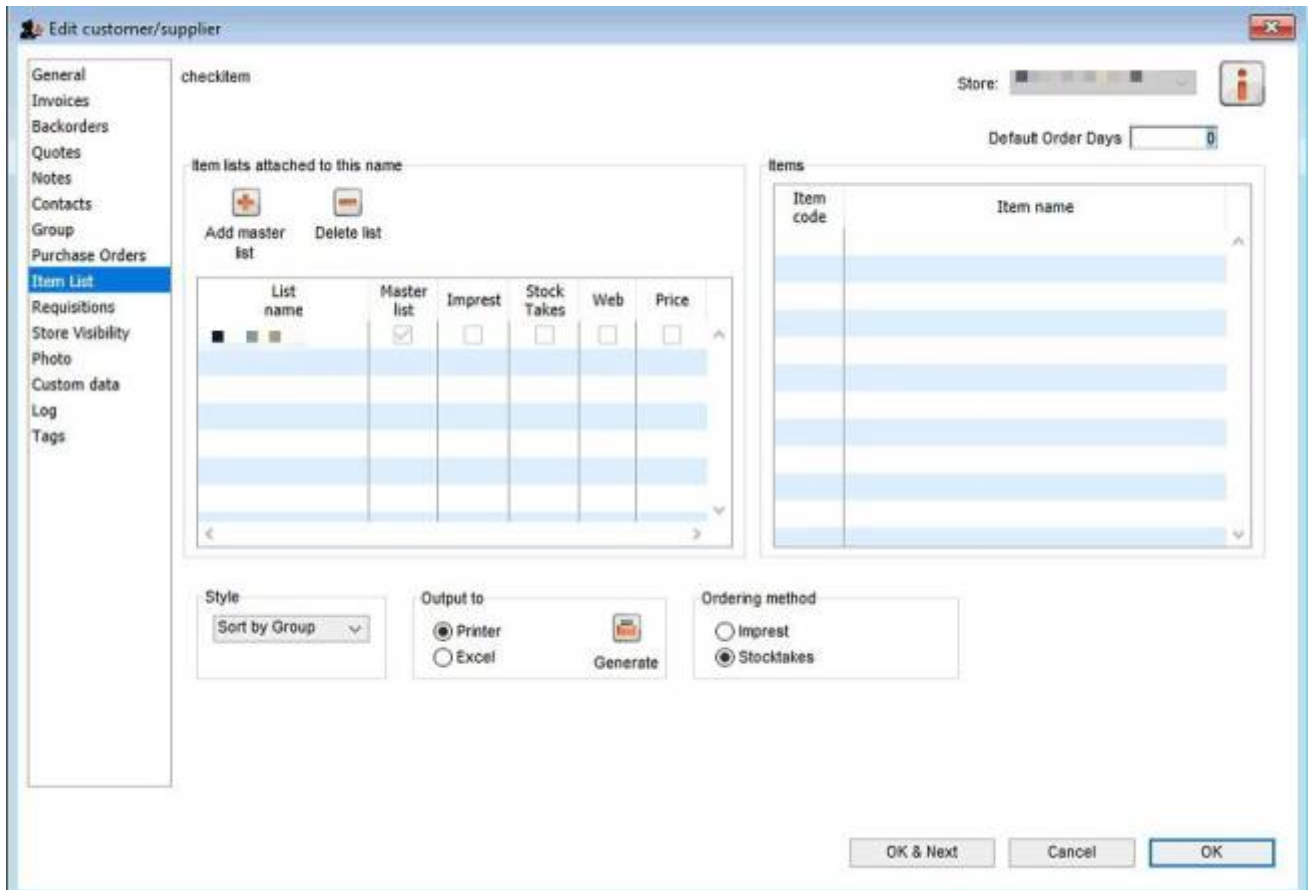 Edit customer/supplier
General
Invoices
Backorders
Quotes
Notes
Contacts
Group
Purchase Orders
Item List
Requisitions
Store Visibility
Photo
Custom data
Log
Tags
checkitem
Store:
Default Order Days 0
Item lists attached to this name
Add master
list
Delete list
List
name
Master
list
Imprest
Stock
Takes
Web
Price
Items
Item
code
Item name
Style
Sort by Group
Output to
Printer
Excel
Generate
Ordering method
Imprest
Stocktakes
OK & Next
Cancel
OK